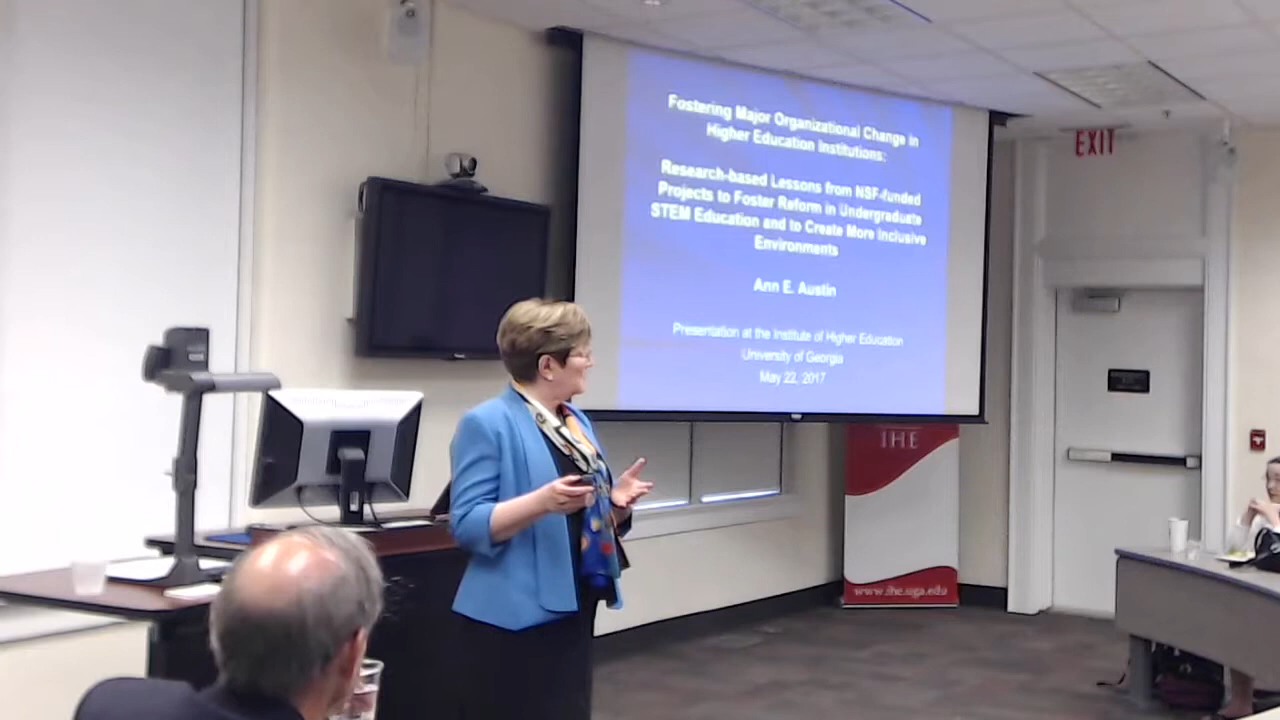 Fostering Major Organizational Change in
Higher Education Institutions:
Research-based Lessons from NSF-funded
Projects to Foster Reform in Undergraduate
STEM Education and to Create More Inclusive
Environments
Ann E. Austin
Presentation at the Institute of Higher Education
University of Georgia
May 22, 2017
EXIT
IHE
www.ihe.uga.edu